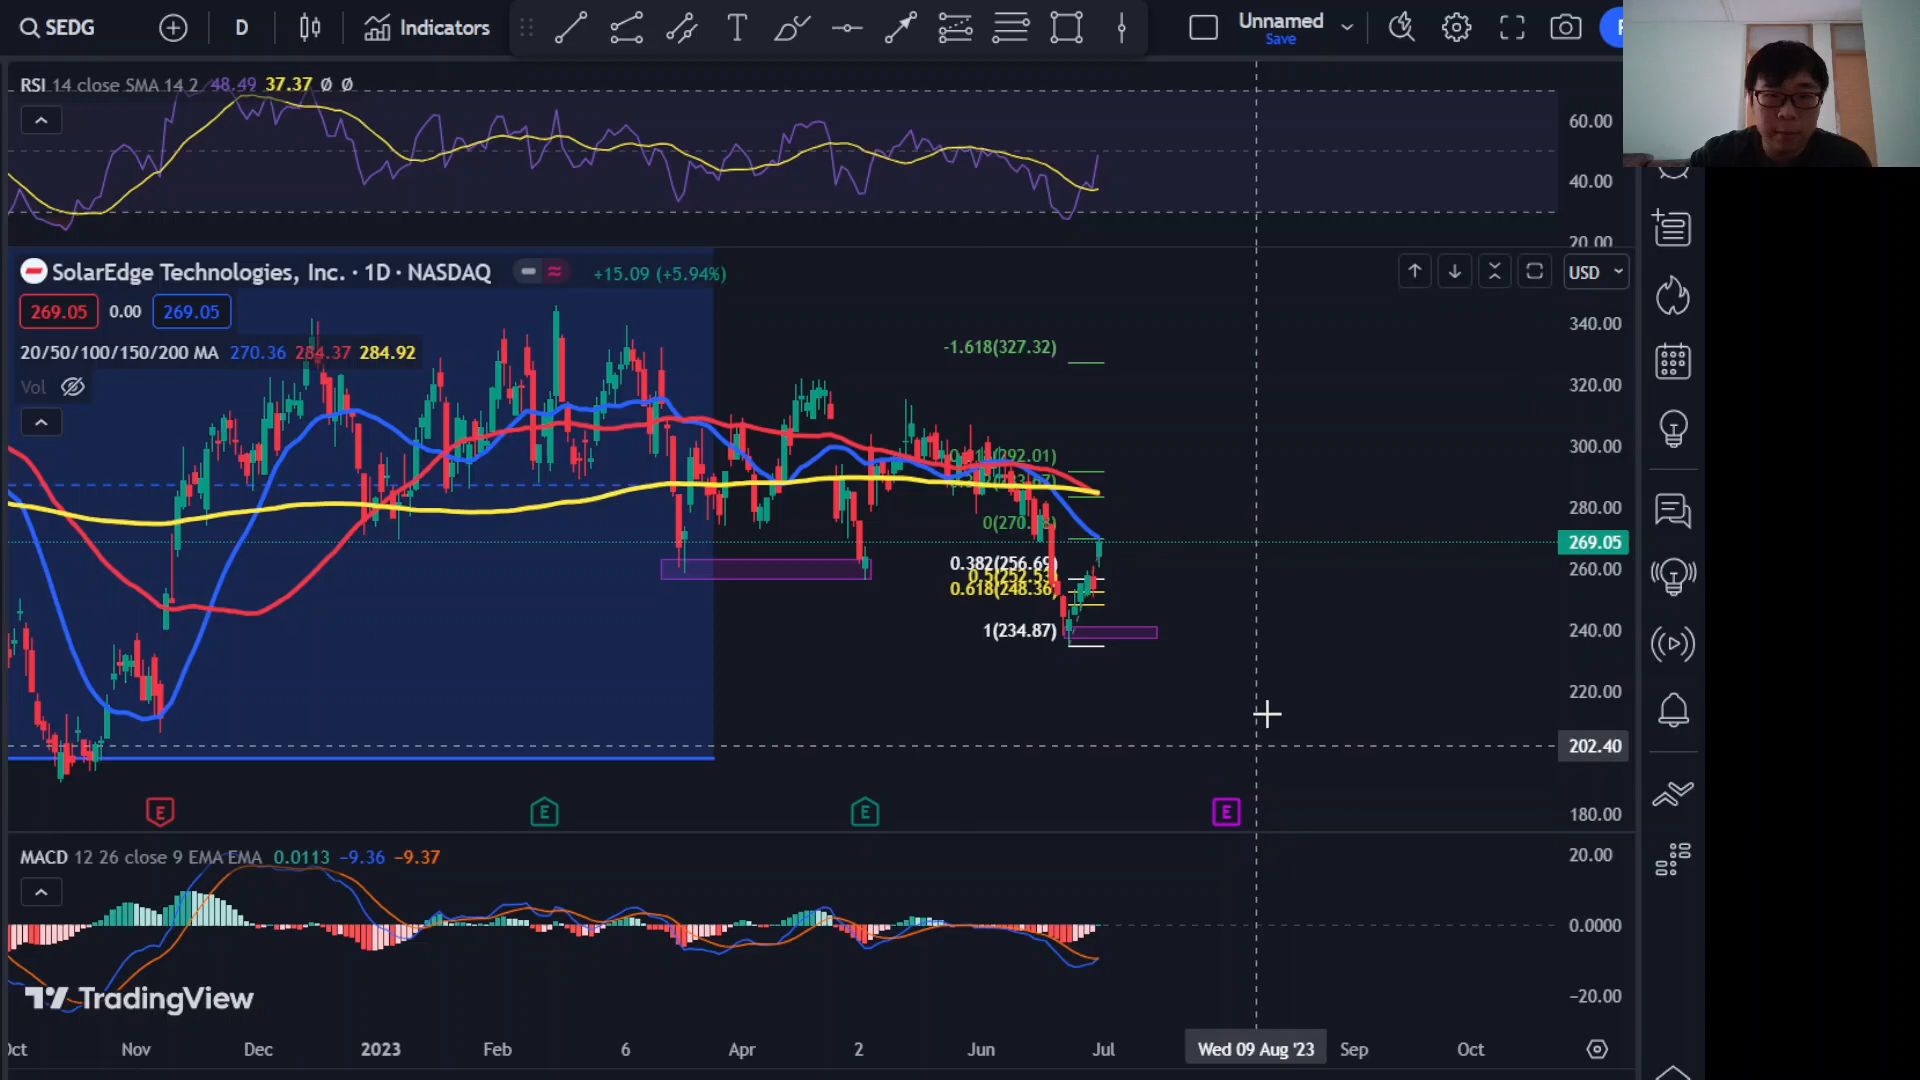 SEDG
D
Indicators
Unnamed
Save
RSI 14 close SMA 14 2 48.49 37.37 Ø Ø
60.00
40.00
20.00
SolarEdge Technologies, Inc. · 1D · NASDAQ
+15.09 (+5.94%)
USD
269.05 0.00 269.05
20/50/100/150/200 MA 270.36 284.37 284.92
Vol
340.00
320.00
300.00
280.00
269.05
260.00
240.00
220.00
202.40
180.00
-1.618(327.32)
0.382(256.69)
0.5(252.53)
0.618(248.36)
1(234.87)
E
E
E
E
MACD 12 26 close 9 EMA EMA 0.0113 −9.36 −9.37
20.00
0.0000
−20.00
TradingView
Nov
Dec
2023
Feb
6
Apr
2
Jun
Jul
Wed 09 Aug '23
Sep
Oct